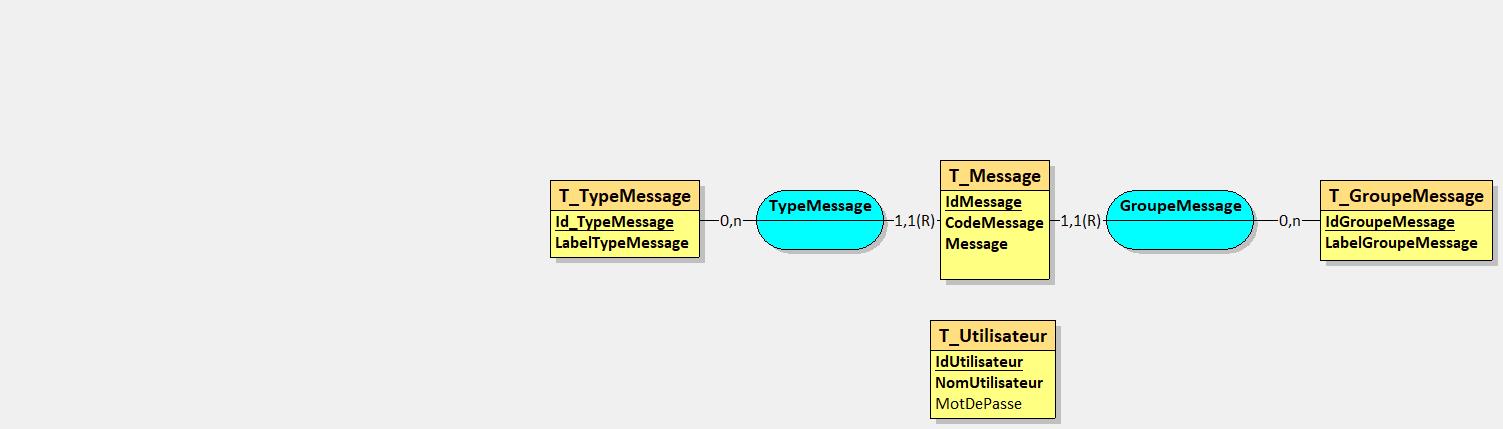 T_TypeMessage
Id_TypeMessage
LabelTypeMessage
0,n
TypeMessage
1,1(R)
T_Message
IdMessage
CodeMessage
Message
1,1(R)
GroupeMessage
0,n
T_GroupeMessage
IdGroupeMessage
LabelGroupeMessage
T_Utilisateur
IdUtilisateur
NomUtilisateur
MotDePasse